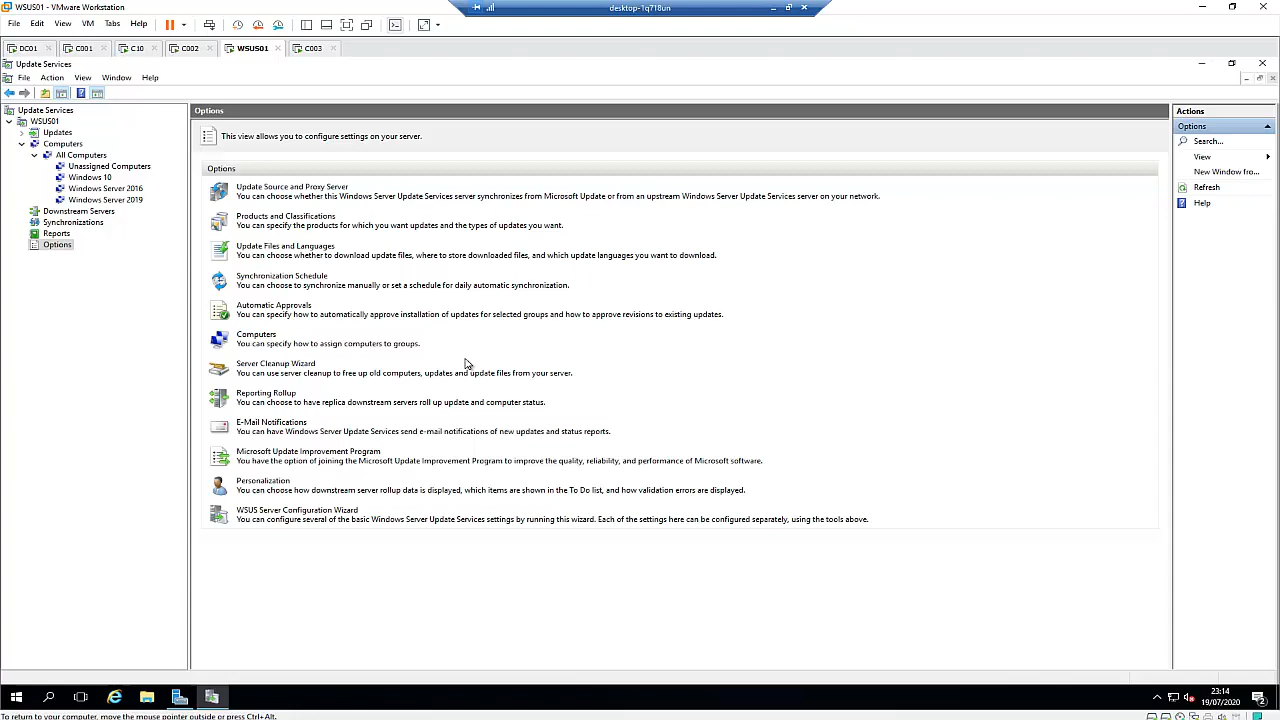 WSUS01 - VMware Workstation
desktop-1q718un
File Edit View VM Tabs Help
DC01 C001 C10 C002 WSUS01 C003
Update Services
File Action View Window Help
Update Services
WSUS01
Updates
Computers
All Computers
Unassigned Computers
Windows 10
Windows Server 2016
Windows Server 2019
Downstream Servers
Synchronizations
Reports
Options
Options
This view allows you to configure settings on your server.
Options
Update Source and Proxy Server
You can choose whether this Windows Server Update Services server synchronizes from Microsoft Update or from an upstream Windows Server Update Services server on your network.
Products and Classifications
You can specify the products for which you want updates and the types of updates you want.
Update Files and Languages
You can choose whether to download update files, where to store downloaded files, and which update languages you want to download.
Synchronization Schedule
You can choose to synchronize manually or set a schedule for daily automatic synchronization.
Automatic Approvals
You can specify how to automatically approve installation of updates for selected groups and how to approve revisions to existing updates.
Computers
You can specify how to assign computers to groups.
Server Cleanup Wizard
You can use server cleanup to free up old computers, updates and update files from your server.
Reporting Rollup
You can choose to have replica downstream servers roll up update and computer status.
E-Mail Notifications
You can have Windows Server Update Services send e-mail notifications of new updates and status reports.
Microsoft Update Improvement Program
You have the option of joining the Microsoft Update Improvement Program to improve the quality, reliability, and performance of Microsoft software.
Personalization
You can choose how downstream server rollup data is displayed, which items are shown in the To Do list, and how validation errors are displayed.
WSUS Server Configuration Wizard
You can configure several of the basic Windows Server Update Services settings by running this wizard. Each of the settings here can be configured separately, using the tools above.
Actions
Options
Search...
View
New Window fro...
Refresh
Help
23:14
19/07/2020
2
To return to your computer, move the mouse pointer outside or press Ctrl+Alt.